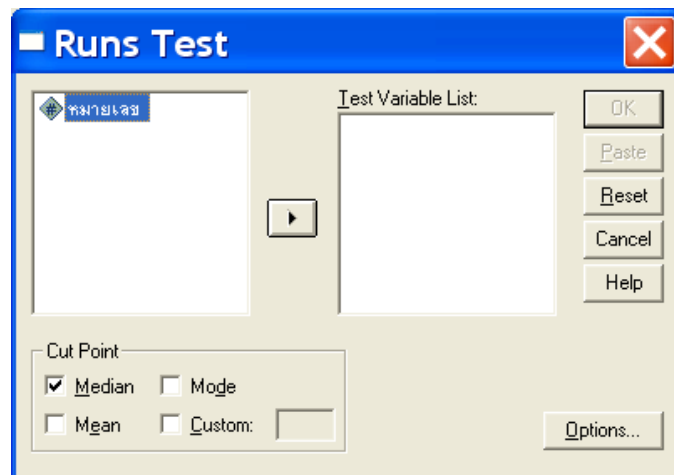 Runs Test
หมายเลข
Test Variable List:
OK
Paste
Reset
Cancel
Help
Cut Point
Median Mode
Mean Custom:
Options...